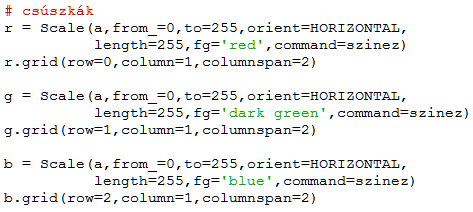 # csúszkák
r = Scale(a,from_=0,to=255,orient=HORIZONTAL,
          length=255,fg='red',command=szinez)
r.grid(row=0,column=1,columnspan=2)

g = Scale(a,from_=0,to=255,orient=HORIZONTAL,
          length=255,fg='dark green',command=szinez)
g.grid(row=1,column=1,columnspan=2)

b = Scale(a,from_=0,to=255,orient=HORIZONTAL,
          length=255,fg='blue',command=szinez)
b.grid(row=2,column=1,columnspan=2)